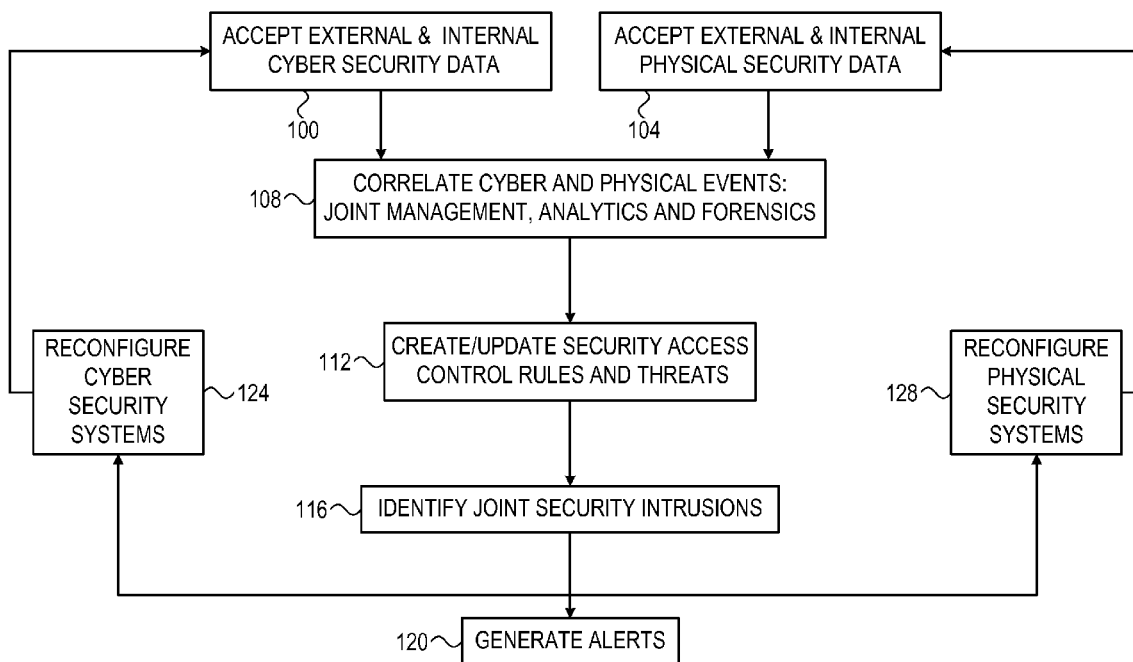 ACCEPT EXTERNAL & INTERNAL
CYBER SECURITY DATA
100
ACCEPT EXTERNAL & INTERNAL
PHYSICAL SECURITY DATA
104
108
CORRELATE CYBER AND PHYSICAL EVENTS:
JOINT MANAGEMENT, ANALYTICS AND FORENSICS
112
CREATE/UPDATE SECURITY ACCESS
CONTROL RULES AND THREATS
RECONFIGURE
CYBER
SECURITY
SYSTEMS
124
128
RECONFIGURE
PHYSICAL
SECURITY
SYSTEMS
116
IDENTIFY JOINT SECURITY INTRUSIONS
120
GENERATE ALERTS